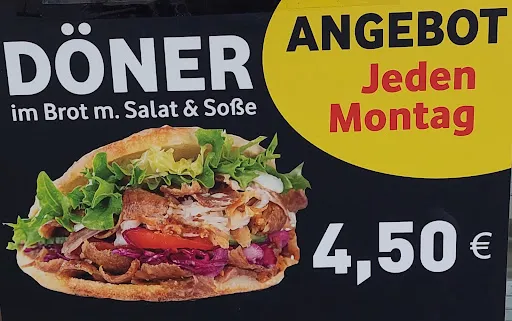 DÖNER
im Brot m. Salat & Soße
ANGEBOT
Jeden
Montag
4,50 €